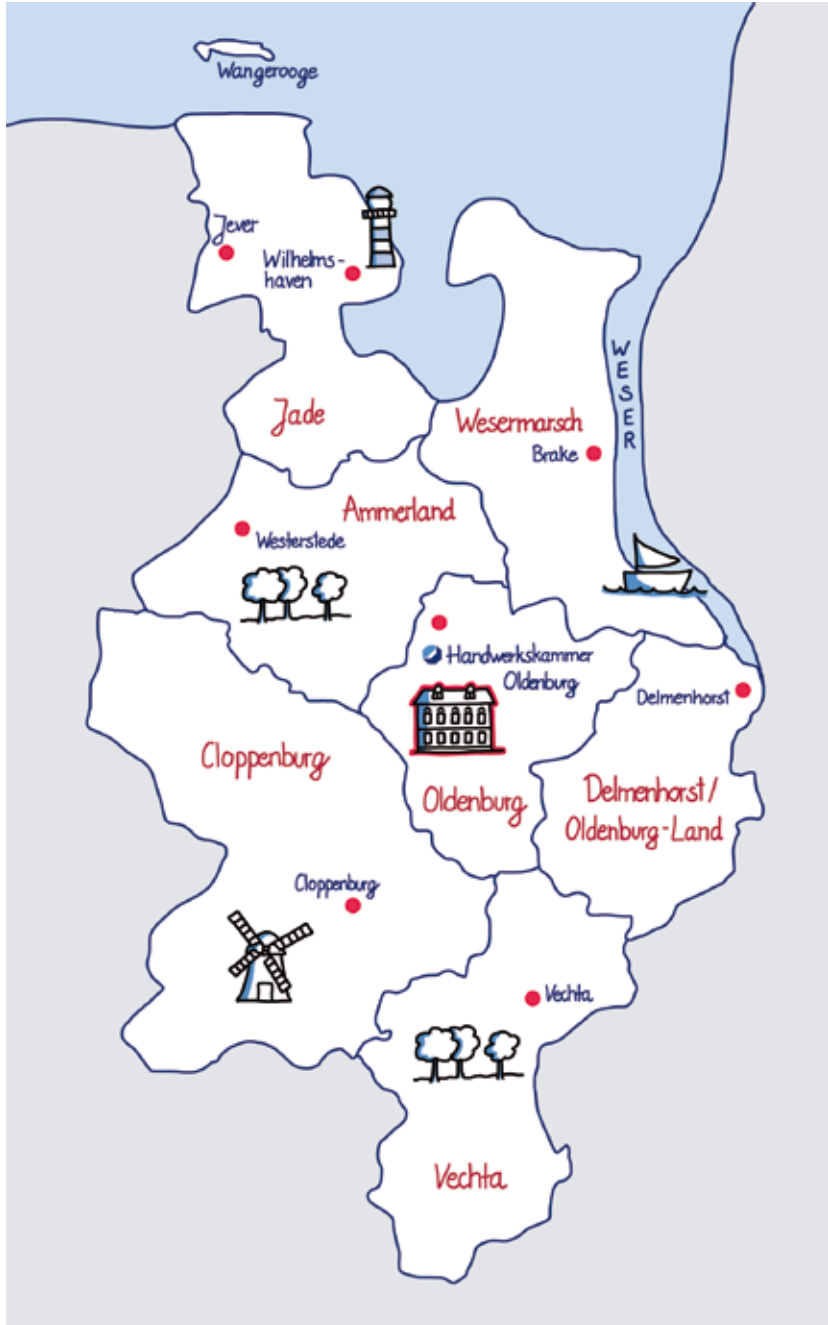 Wangerooge
Jever
Wilhelms-
haven
Jade
Wesermarsch
WESER
Brake
Ammerland
Westerstede
Handwerkskammer
Oldenburg
Delmenhorst
Cloppenburg
Oldenburg
Delmenhorst/
Oldenburg-Land
Cloppenburg
Vechta
Vechta